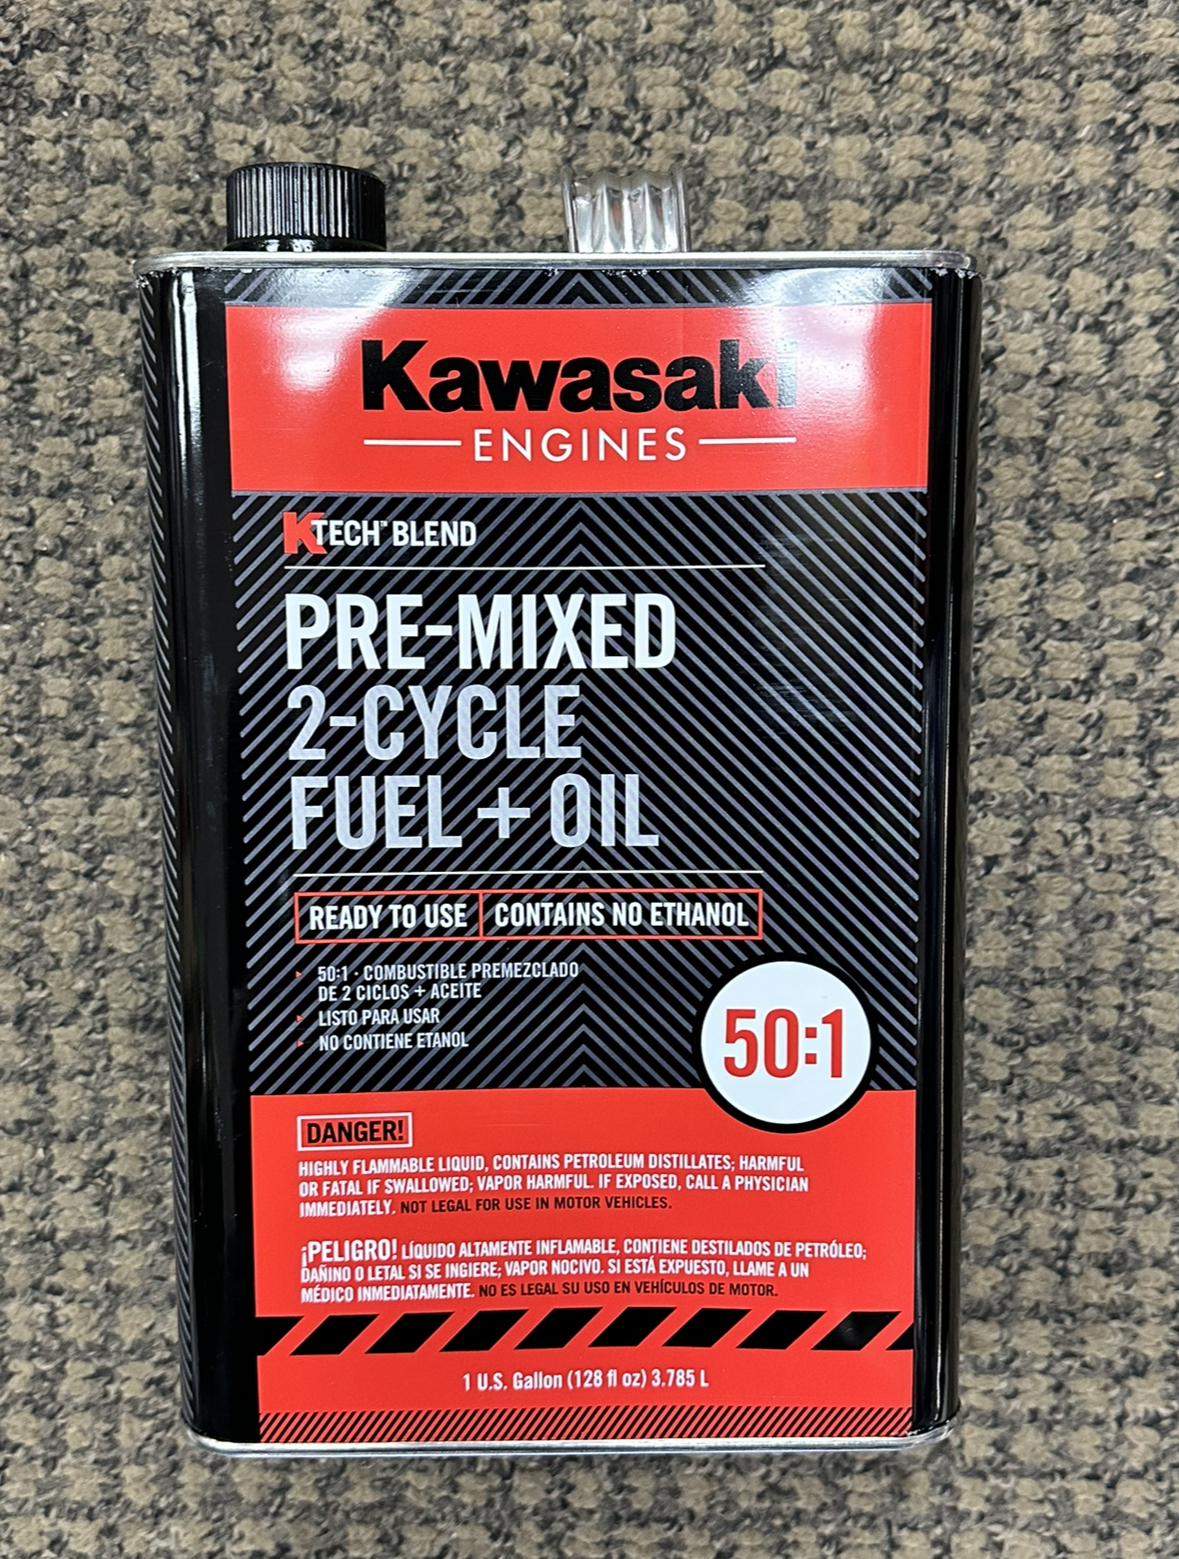 Kawasaki
ENGINES
KTECH™ BLEND
PRE-MIXED
2-CYCLE
FUEL + OIL
READY TO USE CONTAINS NO ETHANOL
50:1 · COMBUSTIBLE PREMEZCLADO
DE 2 CICLOS + ACEITE
LISTO PARA USAR
NO CONTIENE ETANOL
50:1
DANGER!
HIGHLY FLAMMABLE LIQUID, CONTAINS PETROLEUM DISTILLATES; HARMFUL
OR FATAL IF SWALLOWED; VAPOR HARMFUL. IF EXPOSED, CALL A PHYSICIAN
IMMEDIATELY. NOT LEGAL FOR USE IN MOTOR VEHICLES.
¡PELIGRO! LÍQUIDO ALTAMENTE INFLAMABLE, CONTIENE DESTILADOS DE PETRÓLEO;
DAÑINO O LETAL SI SE INGIERE; VAPOR NOCIVO. SI ESTÁ EXPUESTO, LLAME A UN
MÉDICO INMEDIATAMENTE. NO ES LEGAL SU USO EN VEHÍCULOS DE MOTOR.
1 U.S. Gallon (128 fl oz) 3.785 L